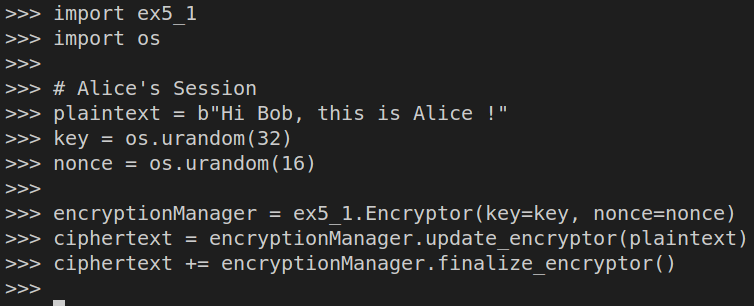 >>> import ex5_1
>>> import os
>>>
>>> # Alice's Session
>>> plaintext = b"Hi Bob, this is Alice !"
>>> key = os.urandom(32)
>>> nonce = os.urandom(16)
>>>
>>> encryptionManager = ex5_1.Encryptor(key=key, nonce=nonce)
>>> ciphertext = encryptionManager.update_encryptor(plaintext)
>>> ciphertext += encryptionManager.finalize_encryptor()
>>>